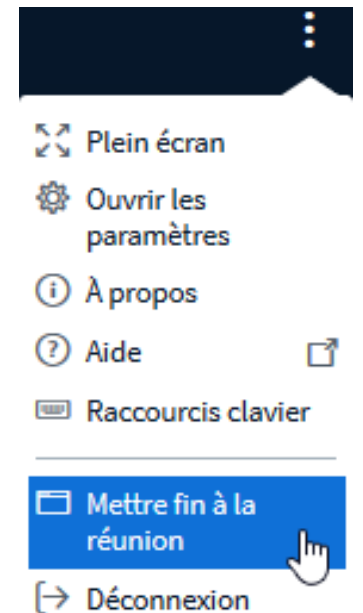 Plein écran
Ouvrir les
paramètres
À propos
Aide
Raccourcis clavier
Mettre fin à la
réunion
Déconnexion